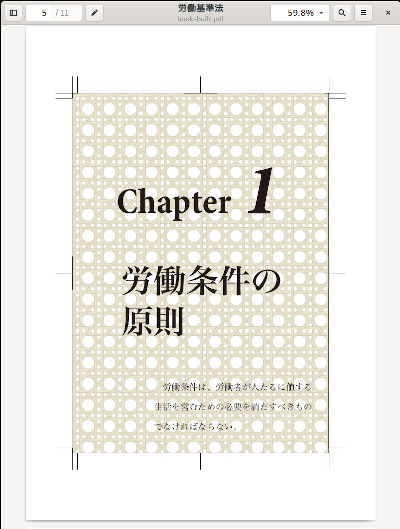 労働基準法
book-built.pdf
5 / 11
59.8%
Chapter 1
労働条件の
原則
労働条件は、労働者が人たるに値する
生活を営むための必要を満たすべきもの
でなければならない。